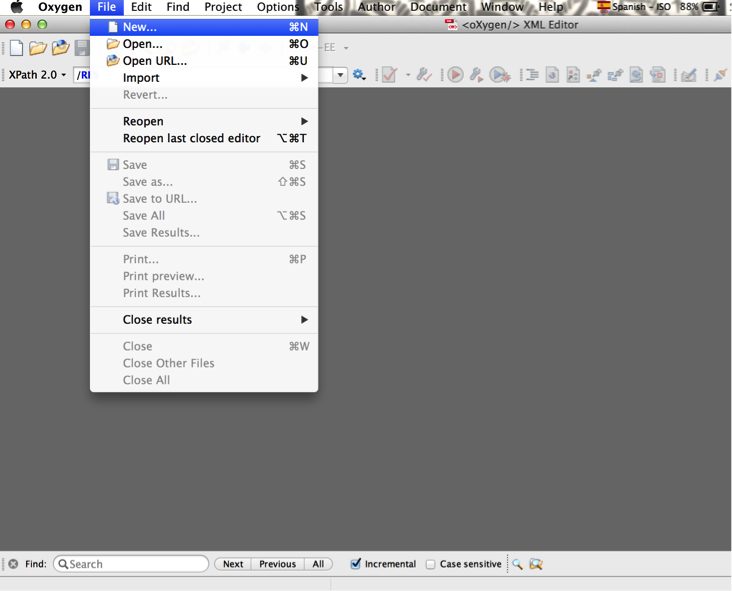 Oxygen File Edit Find Project Options Tools Author Document Window Help Spanish – ISO 88%
<oXygen/> XML Editor
New... ⌘N
Open... ⌘O
Open URL... ⌘U
Import
Revert...
XPath 2.0
Reopen
Reopen last closed editor ⌥⌘T
Save ⌘S
Save as... ⇧⌘S
Save to URL...
Save All ⌥⌘S
Save Results...
Print... ⌘P
Print preview...
Print Results...
Close results
Close ⌘W
Close Other Files
Close All
Find: Search Next Previous All Incremental Case sensitive